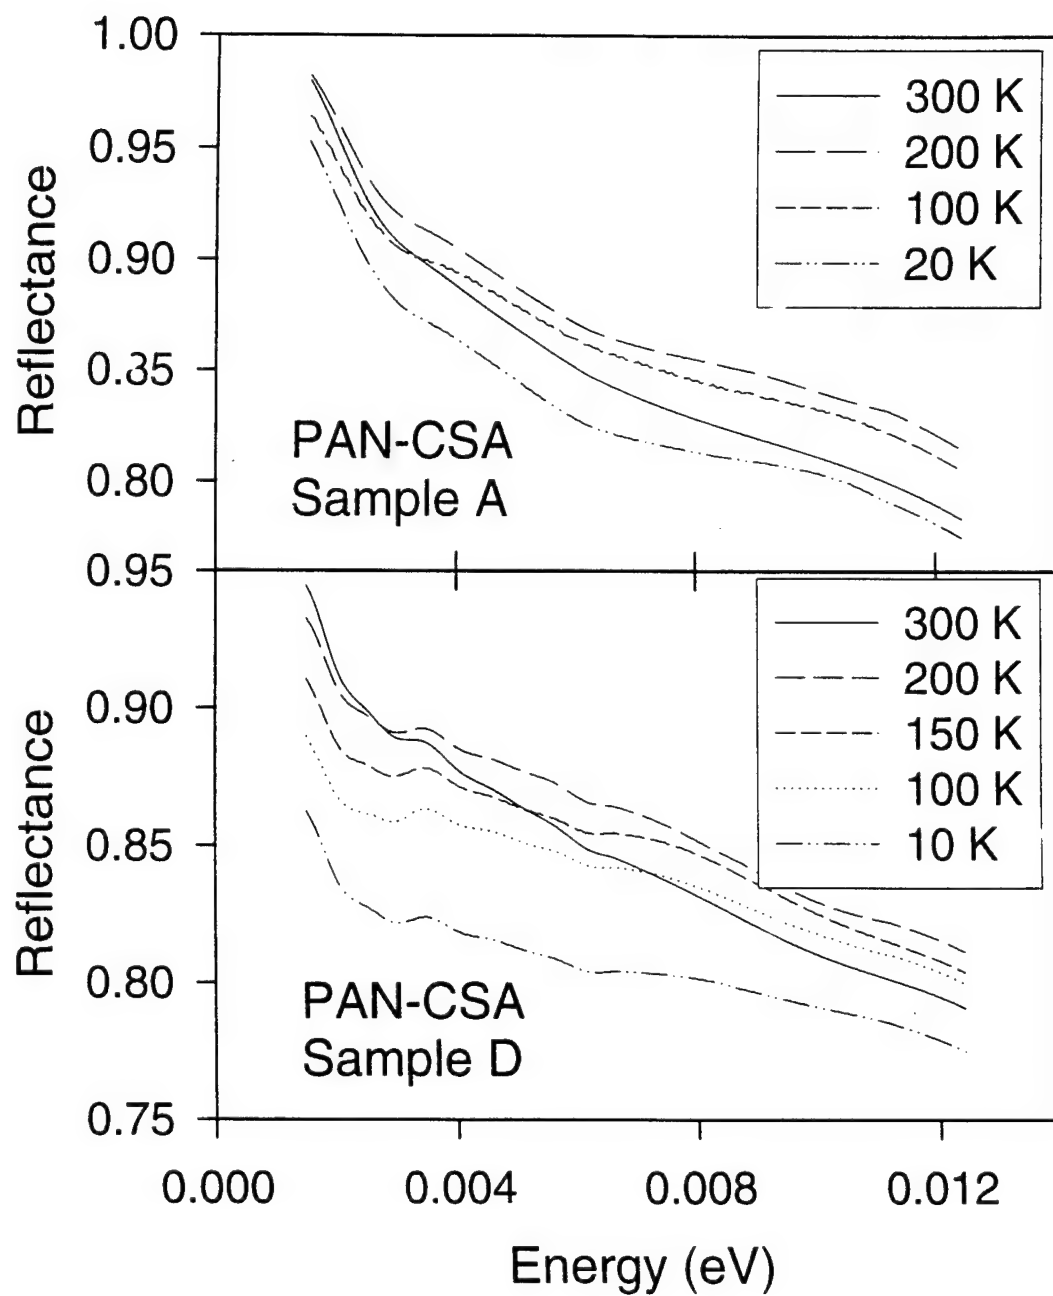 1.00
0.95
0.90
0.35
0.80
Reflectance
300 K
200 K
100 K
20 K
PAN-CSA
Sample A
0.95
0.90
0.85
0.80
0.75
Reflectance
300 K
200 K
150 K
100 K
10 K
PAN-CSA
Sample D
0.000 0.004 0.008 0.012
Energy (eV)